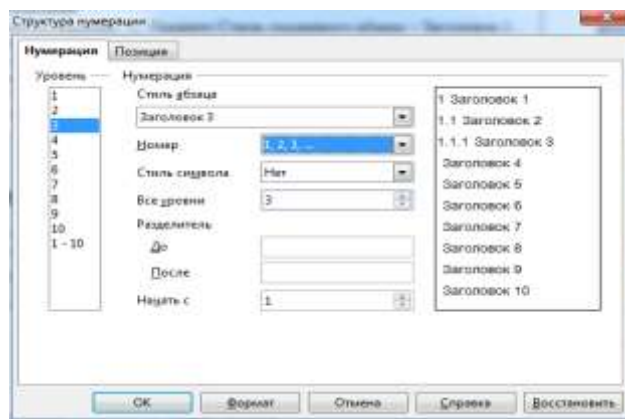 Структура нумерации
Нумерация Позиция
Уровень
1
2
3
4
5
6
7
8
9
10
1 - 10
Нумерация
Стиль абзаца
Заголовок 3
Номер 1, 2, 3, ...
Стиль символа Нет
Все уровни 3
Разделитель
До
После
Начать с 1
1 Заголовок 1
1.1 Заголовок 2
1.1.1 Заголовок 3
Заголовок 4
Заголовок 5
Заголовок 6
Заголовок 7
Заголовок 8
Заголовок 9
Заголовок 10
OK Формат Отмена Справка Восстановить